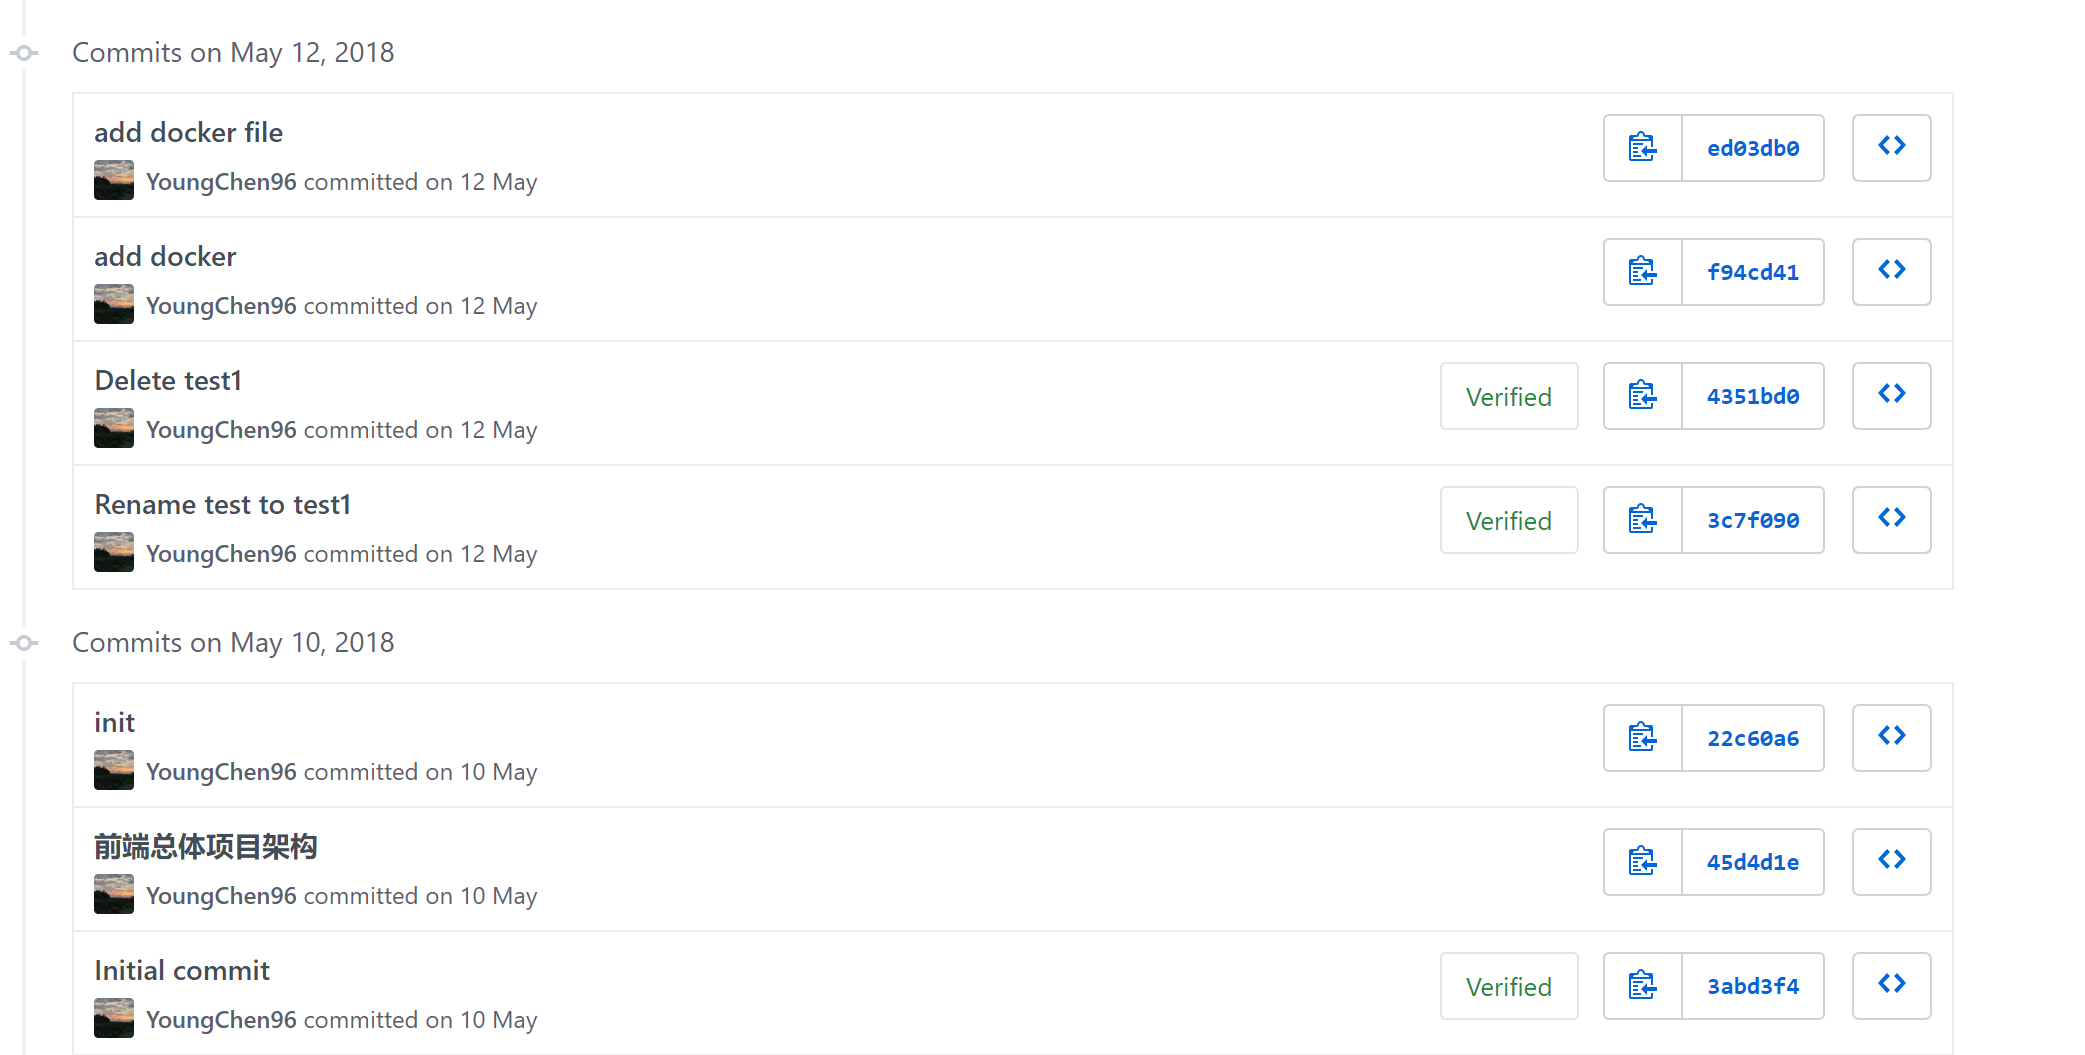 Commits on May 12, 2018
add docker file
YoungChen96 committed on 12 May
ed03db0
add docker
YoungChen96 committed on 12 May
f94cd41
Delete test1
YoungChen96 committed on 12 May
Verified
4351bd0
Rename test to test1
YoungChen96 committed on 12 May
Verified
3c7f090
Commits on May 10, 2018
init
YoungChen96 committed on 10 May
22c60a6
前端总体项目架构
YoungChen96 committed on 10 May
45d4d1e
Initial commit
YoungChen96 committed on 10 May
Verified
3abd3f4